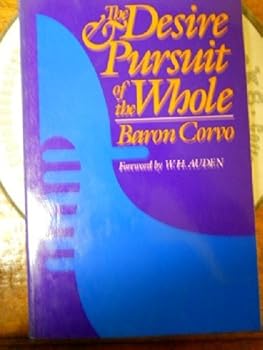 The
Desire
& Pursuit
of the Whole
Baron Corvo
Foreword by W. H. AUDEN